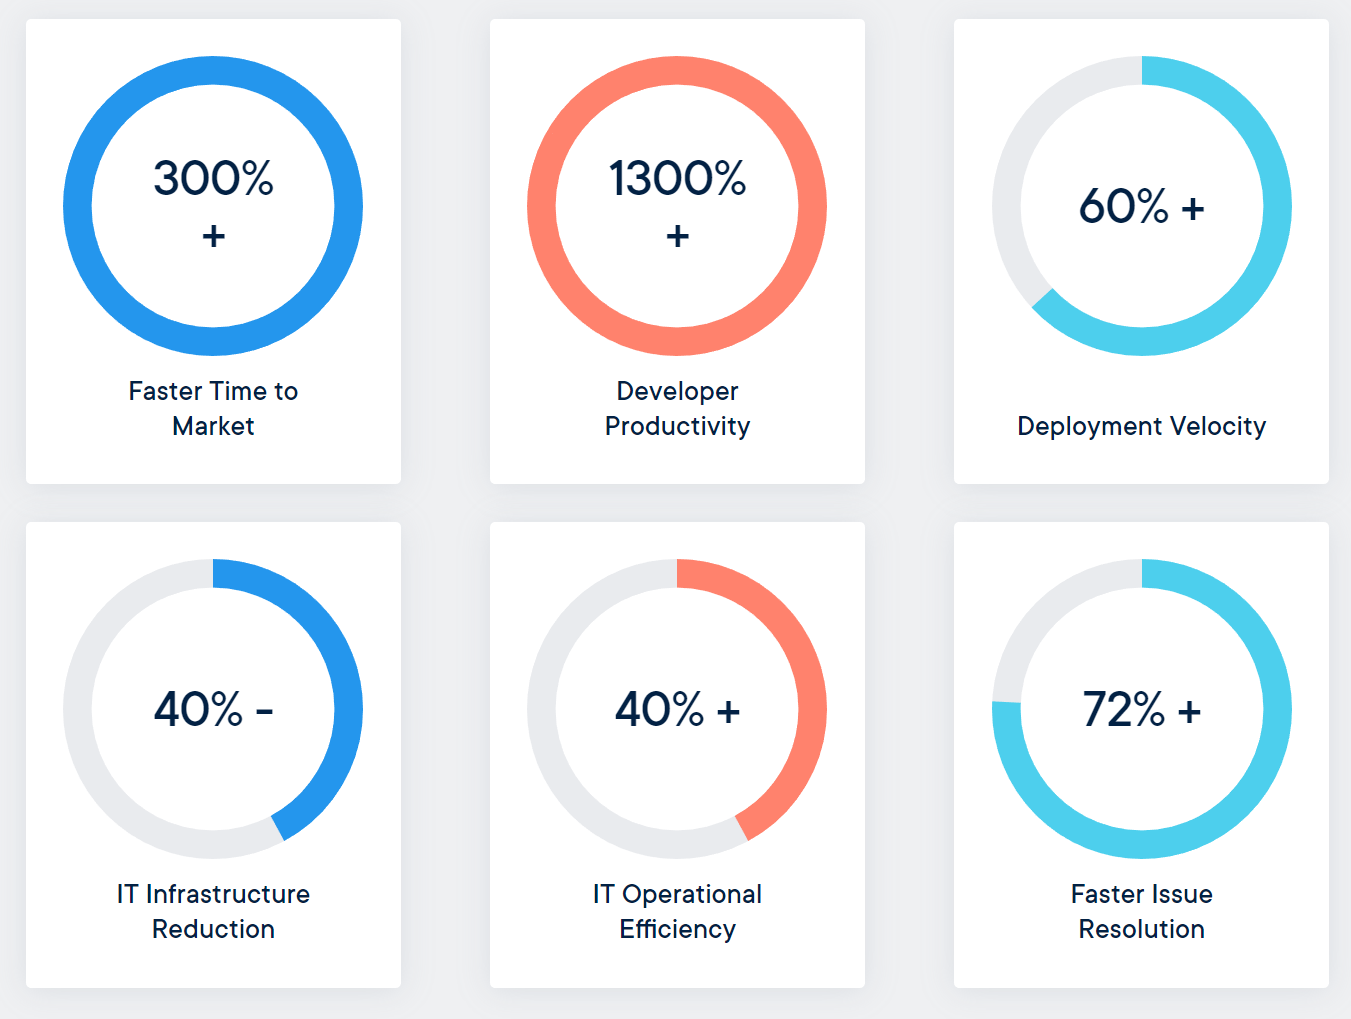 300%
+
Faster Time to
Market
1300%
+
Developer
Productivity
60% +
Deployment Velocity
40% -
IT Infrastructure
Reduction
40% +
IT Operational
Efficiency
72% +
Faster Issue
Resolution